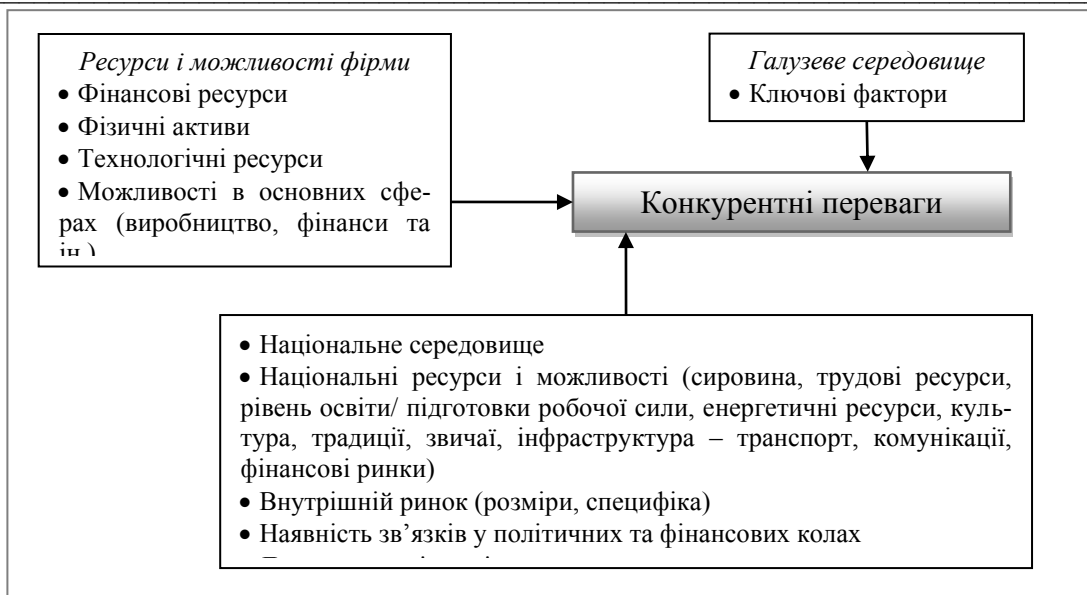 Ресурси і можливості фірми
• Фінансові ресурси
• Фізичні активи
• Технологічні ресурси
• Можливості в основних сфе-
рах (виробництво, фінанси та
ін.)
Галузеве середовище
• Ключові фактори
Конкурентні переваги
• Національне середовище
• Національні ресурси і можливості (сировина, трудові ресурси,
рівень освіти/ підготовки робочої сили, енергетичні ресурси, куль-
тура, традиції, звичаї, інфраструктура – транспорт, комунікації,
фінансові ринки)
• Внутрішній ринок (розміри, специфіка)
• Наявність зв’язків у політичних та фінансових колах